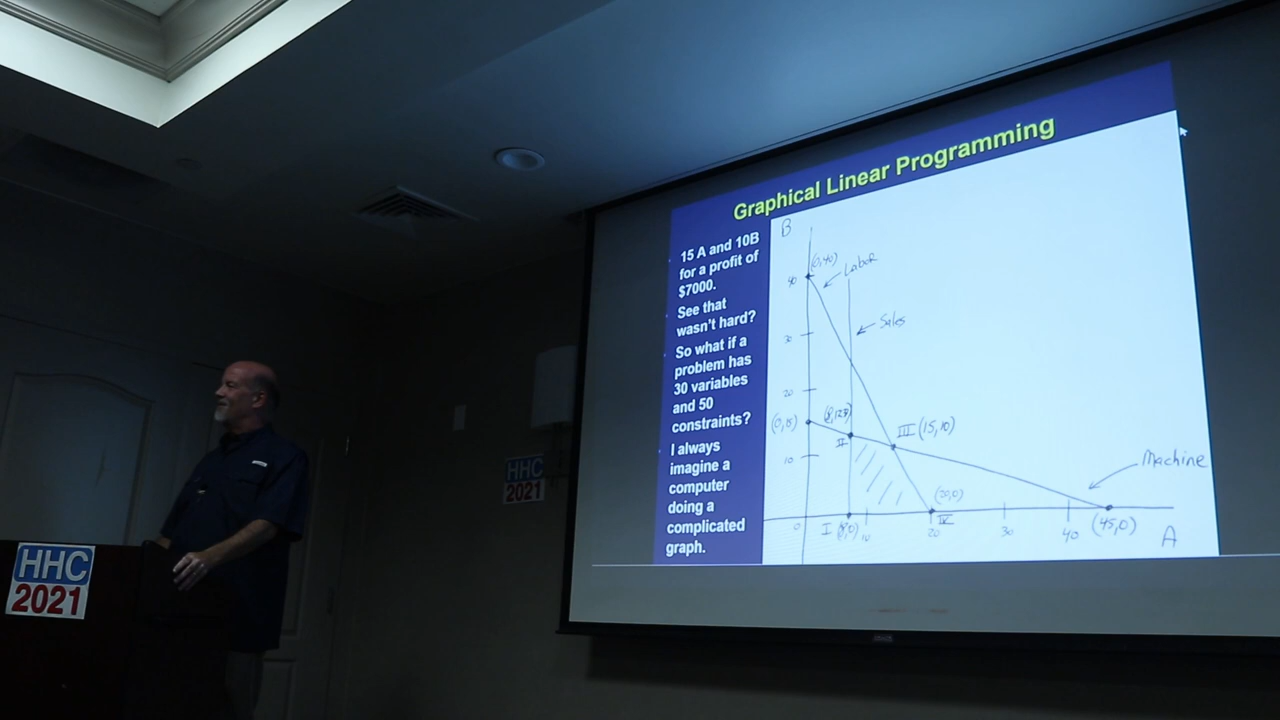 Graphical Linear Programming
15 A and 10B
for a profit of
$7000.
See that
wasn't hard?
So what if a
problem has
30 variables
and 50
constraints?
I always
imagine a
computer
doing a
complicated
graph.
B
(0,40)
Labor
40
Sales
30
20
(0,15)
II
III (15,10)
10
Machine
(20,0)
0
I (8,0)
10
20
IV
30
40
(45,0)
A
HHC
2021
HHC
2021